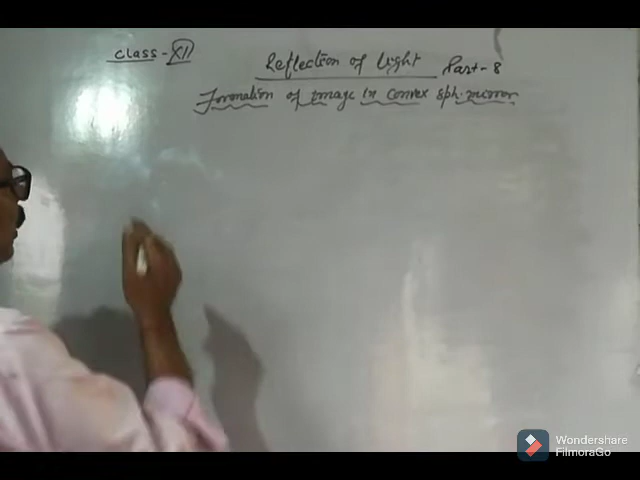 class - XII
Reflection of Light Part - 8
Formation of Image in convex sph. mirror
Wondershare
FilmoraGo